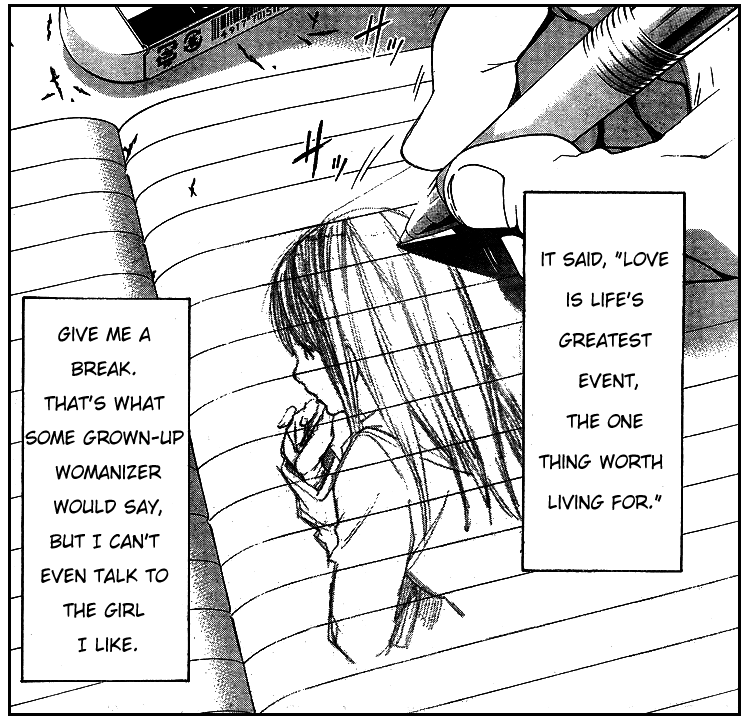 IT SAID, "LOVE
IS LIFE'S
GREATEST
EVENT,
THE ONE
THING WORTH
LIVING FOR."
GIVE ME A
BREAK.
THAT'S WHAT
SOME GROWN-UP
WOMANIZER
WOULD SAY,
BUT I CAN'T
EVEN TALK TO
THE GIRL
I LIKE.